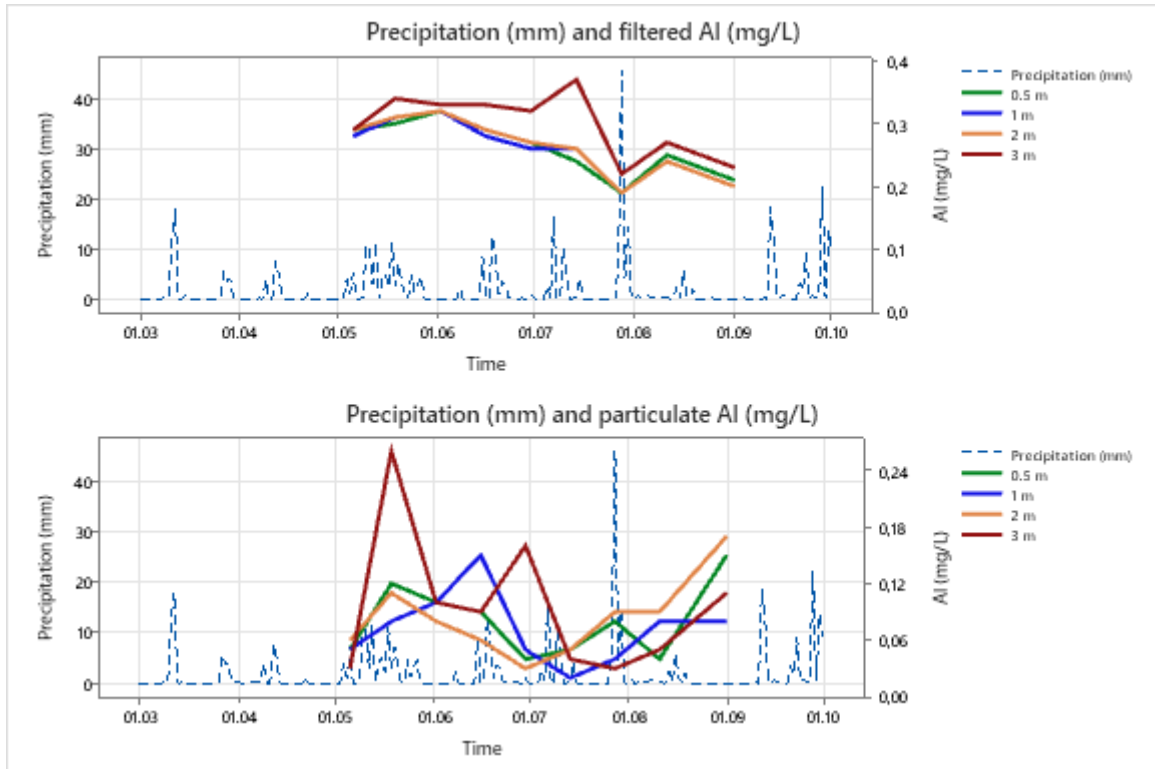 Precipitation (mm) and filtered Al (mg/L)
Precipitation (mm)
40
30
20
10
0
0,4
0,3
0,2
0,1
0,0
Al (mg/L)
01.03 01.04 01.05 01.06 01.07 01.08 01.09 01.10
Time
Precipitation (mm)
0.5 m
1 m
2 m
3 m
Precipitation (mm) and particulate Al (mg/L)
Precipitation (mm)
40
30
20
10
0
0,24
0,18
0,12
0,06
0,00
Al (mg/L)
01.03 01.04 01.05 01.06 01.07 01.08 01.09 01.10
Time
Precipitation (mm)
0.5 m
1 m
2 m
3 m